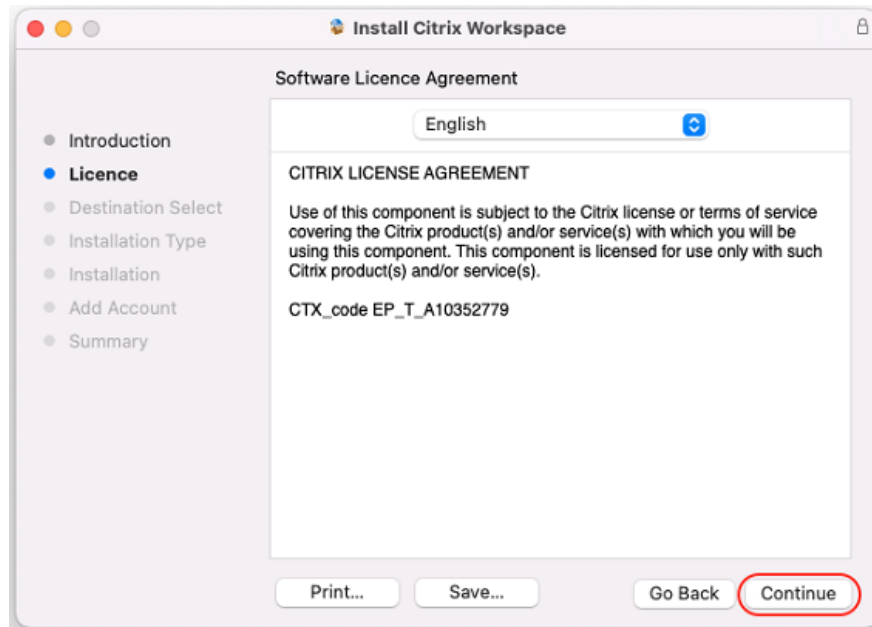 Install Citrix Workspace
Software Licence Agreement
English
Introduction
Licence
Destination Select
Installation Type
Installation
Add Account
Summary
CITRIX LICENSE AGREEMENT
Use of this component is subject to the Citrix license or terms of service
covering the Citrix product(s) and/or service(s) with which you will be
using this component. This component is licensed for use only with such
Citrix product(s) and/or service(s).
CTX_code EP_T_A10352779
Print...
Save...
Go Back
Continue